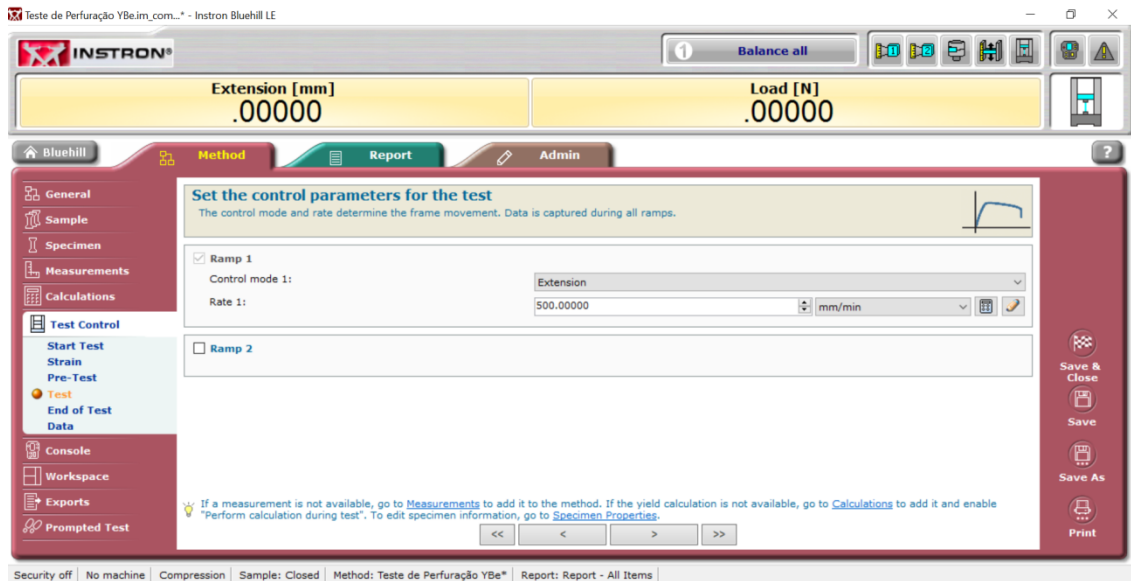 Teste de Perfuração YBe.im_com...* - Instron Bluehill LE
INSTRON®
1 Balance all
1 2
Extension [mm]
.00000
Load [N]
.00000
Bluehill
Method
Report
Admin
?
General
Sample
Specimen
Measurements
Calculations
Test Control
Start Test
Strain
Pre-Test
Test
End of Test
Data
Console
Workspace
Exports
Prompted Test
Set the control parameters for the test
The control mode and rate determine the frame movement. Data is captured during all ramps.
Ramp 1
Control mode 1: Extension
Rate 1: 500.00000 mm/min
Ramp 2
If a measurement is not available, go to Measurements to add it to the method. If the yield calculation is not available, go to Calculations to add it and enable
"Perform calculation during test". To edit specimen information, go to Specimen Properties.
<< < > >>
Save &
Close
Save
Save As
Print
Security off No machine Compression Sample: Closed Method: Teste de Perfuração YBe* Report: Report - All Items